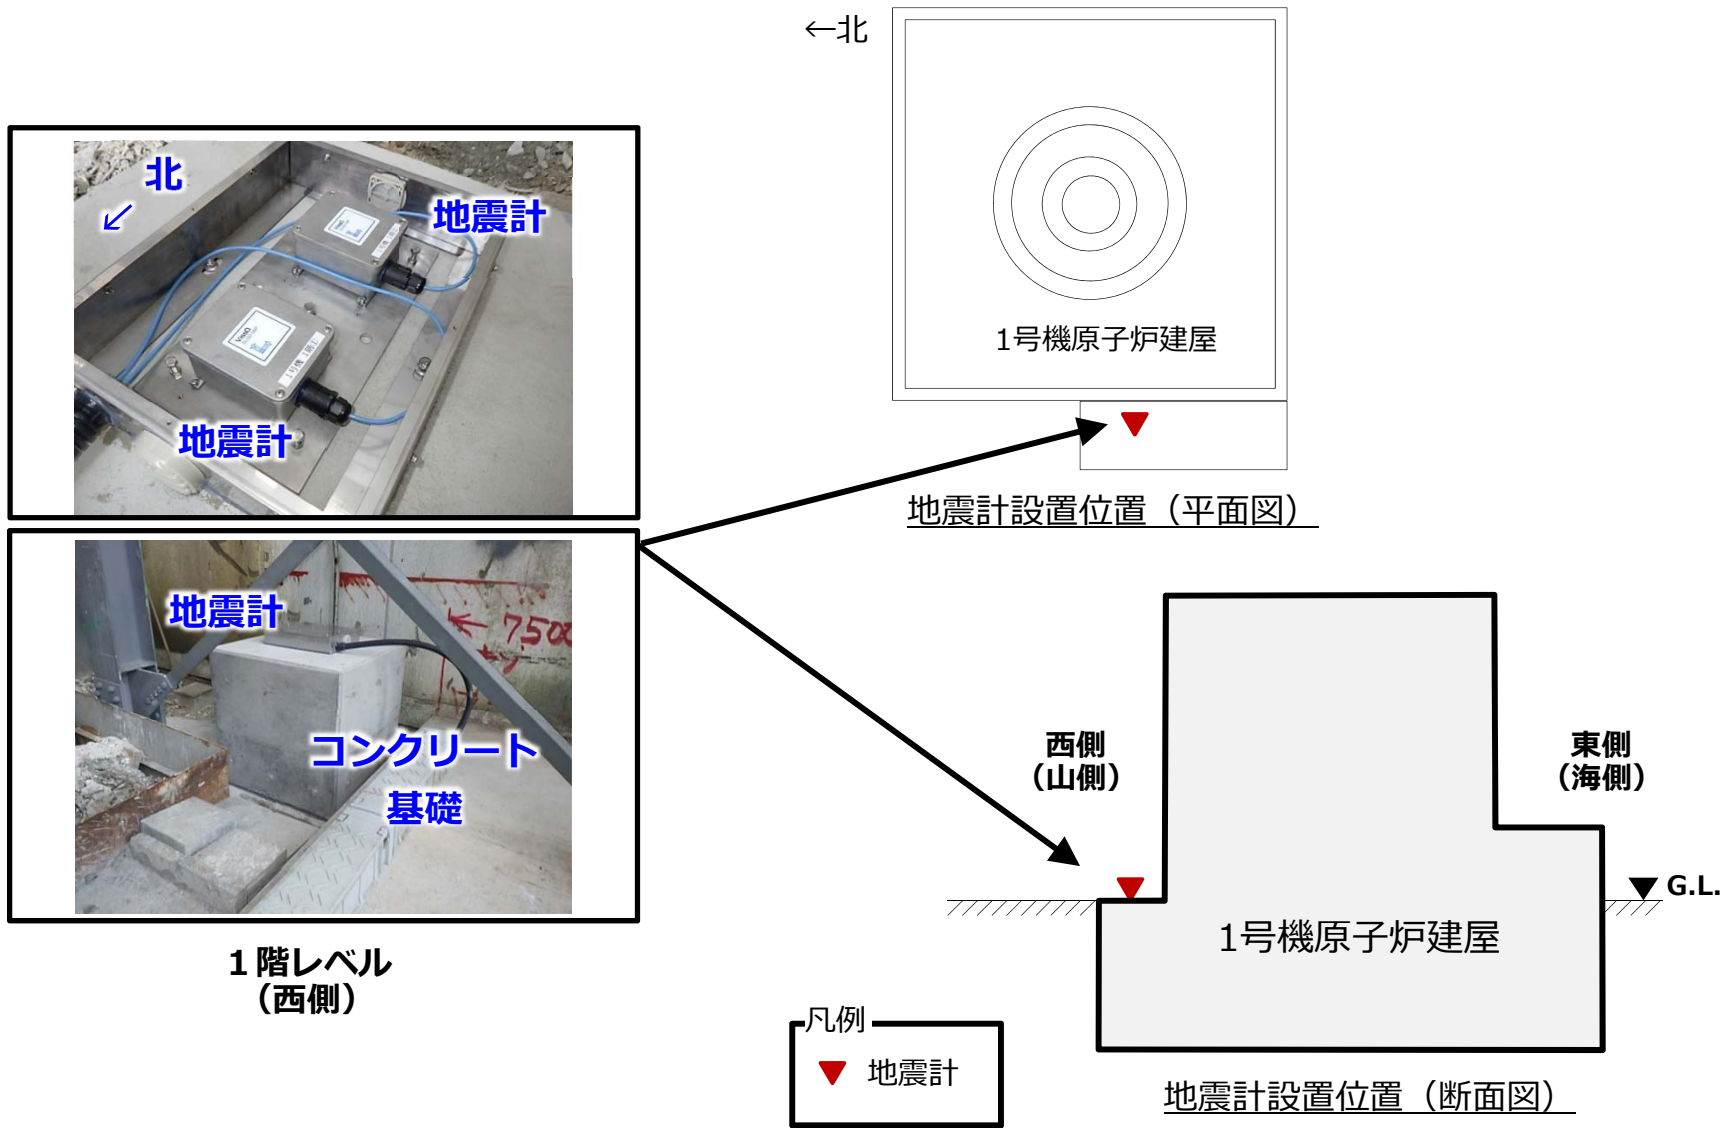 ←北
1号機原子炉建屋
地震計設置位置（平面図）
北
↙
地震計
地震計
地震計
← 7500
コンクリート
基礎
1階レベル
（西側）
西側
（山側）
東側
（海側）
G.L.
1号機原子炉建屋
地震計設置位置（断面図）
凡例
地震計